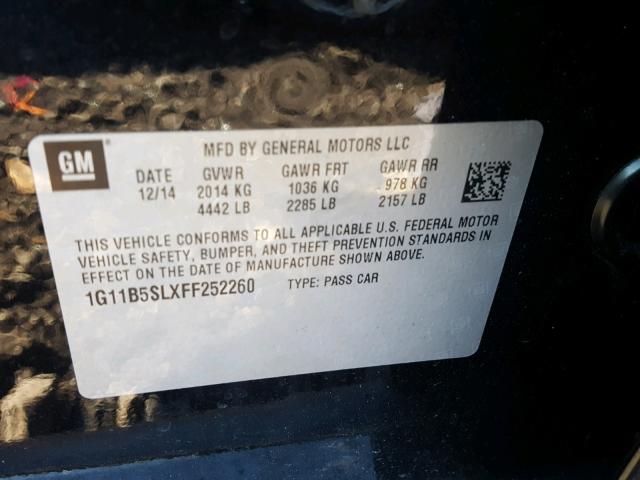 GM
MFD BY GENERAL MOTORS LLC
DATE GVWR GAWR FRT GAWR RR
12/14 2014 KG 1036 KG 978 KG
4442 LB 2285 LB 2157 LB
THIS VEHICLE CONFORMS TO ALL APPLICABLE U.S. FEDERAL MOTOR
VEHICLE SAFETY, BUMPER, AND THEFT PREVENTION STANDARDS IN
EFFECT ON THE DATE OF MANUFACTURE SHOWN ABOVE.
1G11B5SLXFF252260 TYPE: PASS CAR